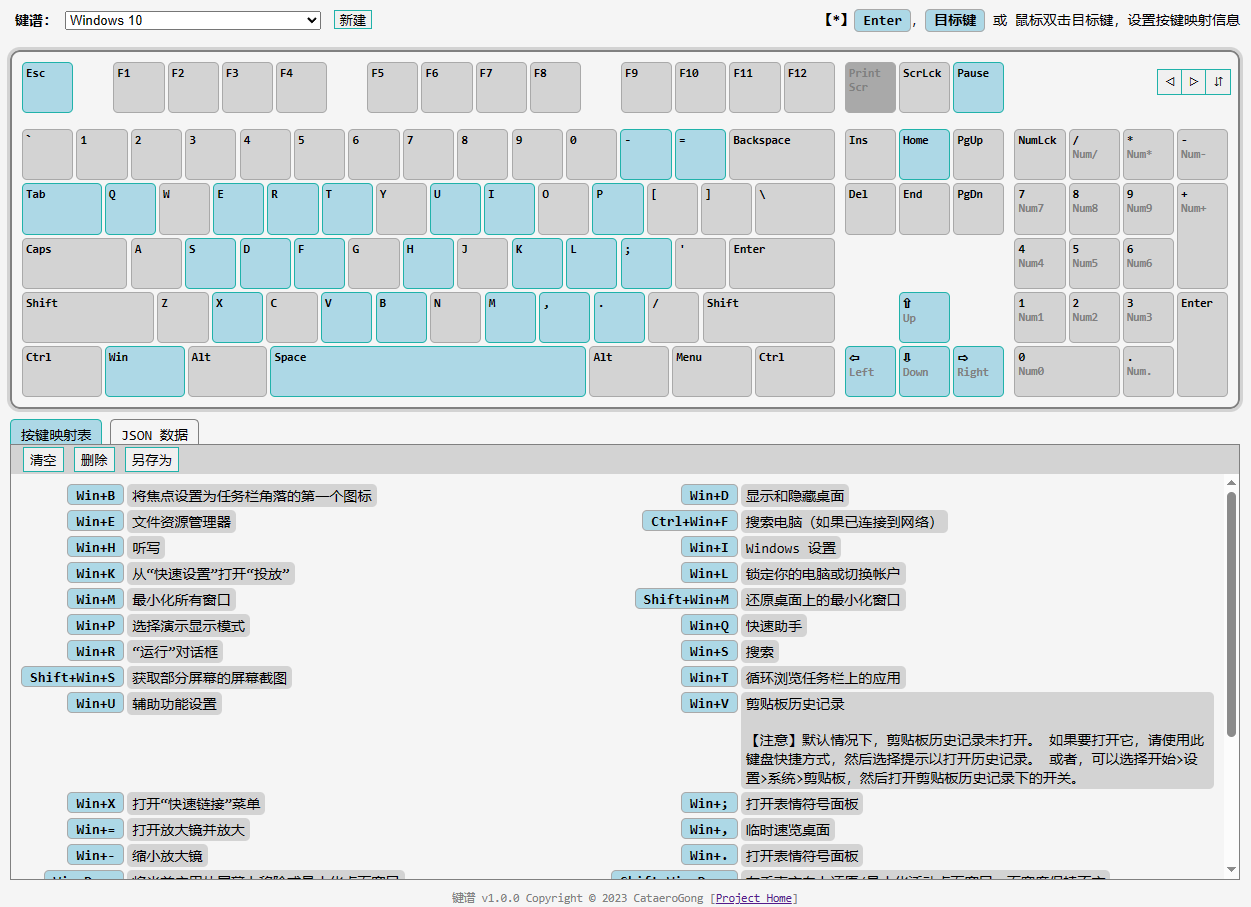 键谱： Windows 10 新建 【*】 Enter , 目标键 或 鼠标双击目标键，设置按键映射信息
Esc F1 F2 F3 F4 F5 F6 F7 F8 F9 F10 F11 F12 Print Scr ScrLck Pause
` 1 2 3 4 5 6 7 8 9 0 - = Backspace Ins Home PgUp NumLck / Num/ * Num* - Num-
Tab Q W E R T Y U I O P [ ] \ Del End PgDn 7 Num7 8 Num8 9 Num9 + Num+
Caps A S D F G H J K L ; ' Enter 4 Num4 5 Num5 6 Num6
Shift Z X C V B N M , . / Shift ⇧ Up 1 Num1 2 Num2 3 Num3 Enter
Ctrl Win Alt Space Alt Menu Ctrl ⇦ Left ⇩ Down ⇨ Right 0 Num0 . Num.
按键映射表 JSON 数据
清空 删除 另存为
Win+B 将焦点设置为任务栏角落的第一个图标 Win+D 显示和隐藏桌面
Win+E 文件资源管理器 Ctrl+Win+F 搜索电脑（如果已连接到网络）
Win+H 听写 Win+I Windows 设置
Win+K 从“快速设置”打开“投放” Win+L 锁定你的电脑或切换帐户
Win+M 最小化所有窗口 Shift+Win+M 还原桌面上的最小化窗口
Win+P 选择演示显示模式 Win+Q 快速助手
Win+R “运行”对话框 Win+S 搜索
Shift+Win+S 获取部分屏幕的屏幕截图 Win+T 循环浏览任务栏上的应用
Win+U 辅助功能设置 Win+V 剪贴板历史记录
【注意】默认情况下，剪贴板历史记录未打开。 如果要打开它，请使用此
键盘快捷方式，然后选择提示以打开历史记录。 或者，可以选择开始>设
置>系统>剪贴板，然后打开剪贴板历史记录下的开关。
Win+X 打开“快速链接”菜单 Win+; 打开表情符号面板
Win+= 打开放大镜并放大 Win+, 临时速览桌面
Win+- 缩小放大镜 Win+. 打开表情符号面板
键谱 v1.0.0 Copyright © 2023 CataeroGong [Project Home]